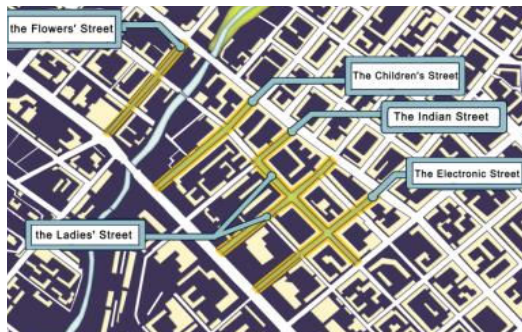 the Flowers' Street
The Children's Street
The Indian Street
The Electronic Street
the Ladies' Street